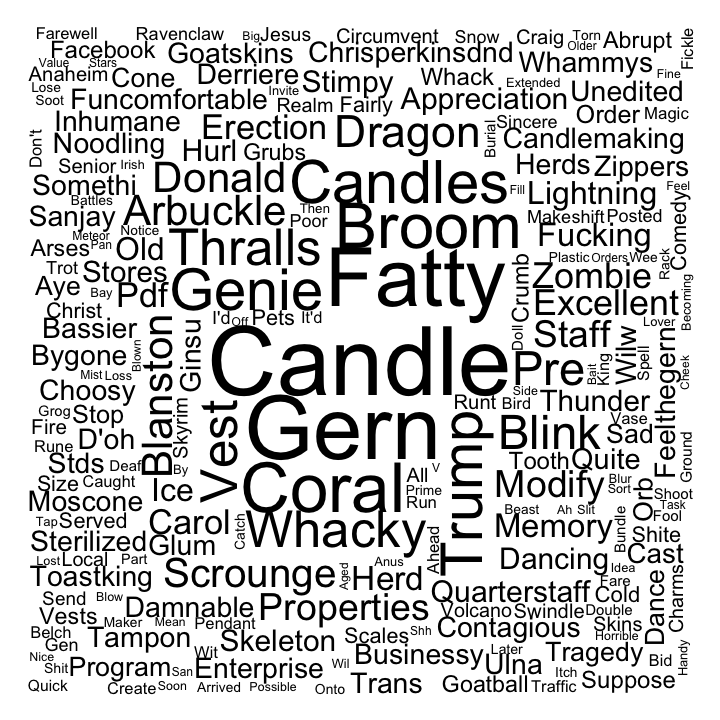 Farewell
Ravenclaw
Big
Jesus
Circumvent
Snow
Craig
Torn
Older
Abrupt
Fickle
Facebook
Goatskins
Chrisperkinsdnd
Whammys
Value
Stars
Anaheim
Cone
Derriere
Stimpy
Whack
Extended
Unedited
Fine
Lose
Soot
Funcomfortable
Invite
Realm
Fairly
Appreciation
Order
Magic
Inhumane
Erection
Dragon
Burial
Sincere
Candlemaking
Don't
Noodling
Hurl
Grubs
Herds
Zippers
Senior
Irish
Somethi
Donald
Candles
Fill
Lightning
Feel
Battles
Sanjay
Arbuckle
Then
Poor
Broom
Makeshift
Posted
Comedy
Meteor
Notice
Arses
Pan
Old
Thralls
Fatty
Fucking
Trot
Stores
Genie
Crumb
Plastic
Orders
Wee
Rack
Zombie
Aye
Bay
Pdf
Excellent
Becoming
Christ
I'd
Off
Pets
It'd
Doll
Staff
Lover
Bassier
Blanston
Ginsu
Candle
Wilw
Bygone
Blown
Pre
Bait
King
Spell
Cheek
Mist
Loss
Choosy
Vest
Gern
Side
Bird
Runt
Thunder
Feelthegern
Grog
Stop
Fire
Skyrim
Trump
Blink
Vase
Sad
Rune
D'oh
Ground
Stds
Deaf
By
Coral
All
V
Tooth
Quite
Size
Caught
Ice
Prime
Run
Modify
Blur
Sort
Orb
Shoot
Moscone
Task
Tap
Served
Carol
Catch
Whacky
Ahead
Beast
Ah
Slit
Memory
Bundle
Fool
Shite
Sterilized
Glum
Lost
Local
Part
Dancing
Idea
Cast
Toastking
Scrounge
Aged
Anus
Herd
Quarterstaff
Fare
Cold
Dance
Charms
Send
Blow
Damnable
Properties
Volcano
Swindle
Double
Vests
Maker
Mean
Pendant
Contagious
Skins
Belch
Gen
Tampon
Wit
Skeleton
Scales
Shh
Horrible
Nice
Shit
Program
San
Enterprise
Wil
Businessy
Later
Ulna
Tragedy
Bid
Handy
Quick
Create
Soon
Arrived
Possible
Onto
Trans
Goatball
Traffic
Itch
Suppose